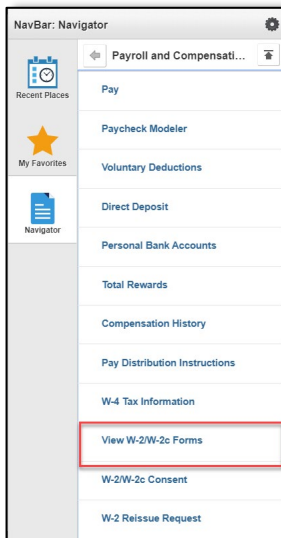 NavBar: Navigator
Recent Places
My Favorites
Navigator
Payroll and Compensati...
Pay
Paycheck Modeler
Voluntary Deductions
Direct Deposit
Personal Bank Accounts
Total Rewards
Compensation History
Pay Distribution Instructions
W-4 Tax Information
View W-2/W-2c Forms
W-2/W-2c Consent
W-2 Reissue Request